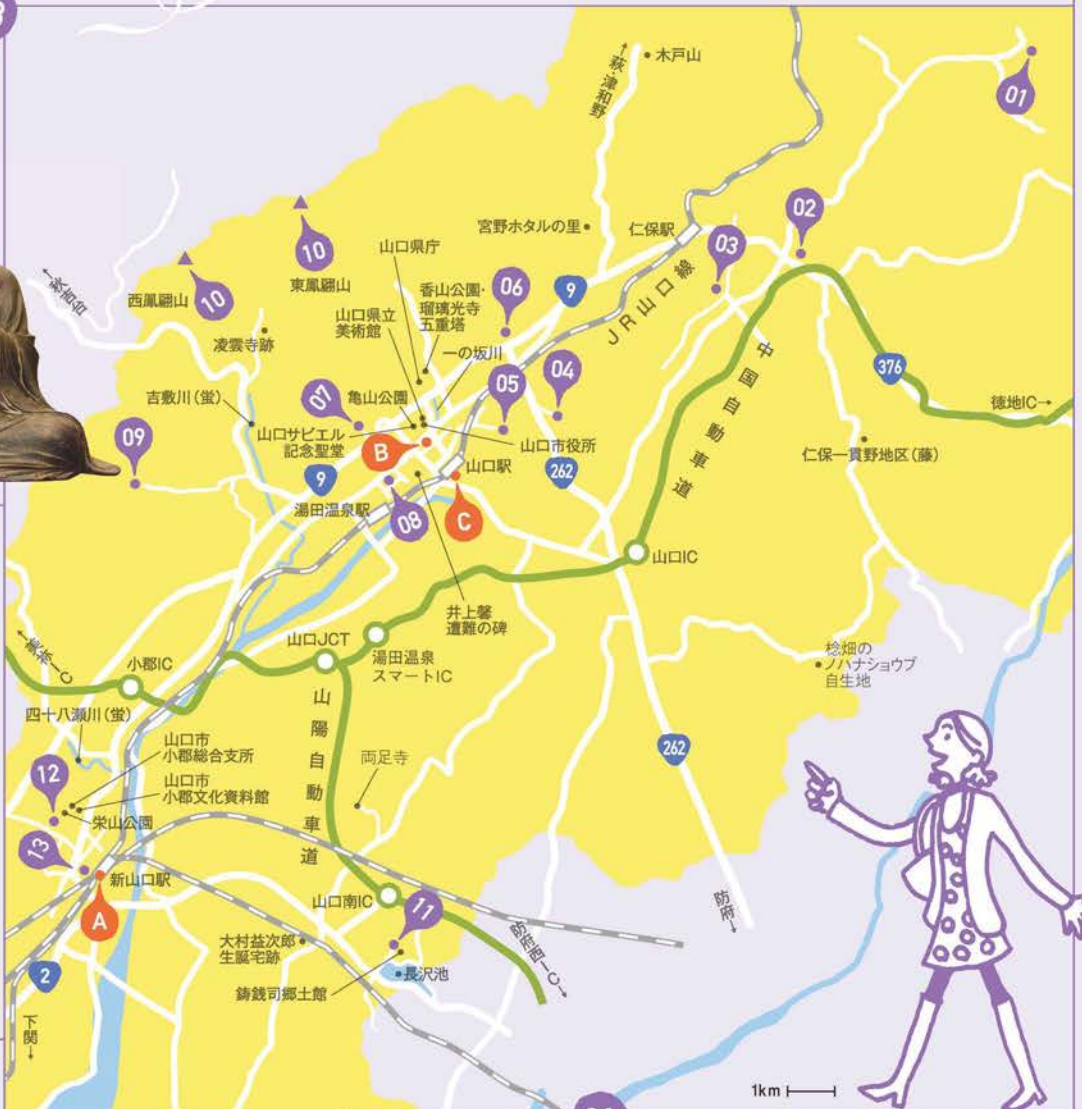 木戸山
←萩・津和野
01
02
宮野ホタルの里
仁保駅
03
10
東鳳翩山
山口県庁
10
西鳳翩山
香山公園・
瑠璃光寺
五重塔
06
9
JR山口線
←秋吉台
山口県立
美術館
凌雲寺跡
一の坂川
04
05
中国自動車道
376
徳地IC→
07
亀山公園
吉敷川(蛍)
山口サビエル
記念聖堂
B
山口市役所
仁保一貫野地区(藤)
09
9
山口駅
262
湯田温泉駅
08
C
山口IC
井上馨
遭難の碑
山口JCT
湯田温泉
スマートIC
←美祢IC
小郡IC
棯畑の
ノハナショウブ
自生地
四十八瀬川(蛍)
山陽自動車道
262
山口市
小郡総合支所
両足寺
12
山口市
小郡文化資料館
栄山公園
13
新山口駅
A
山口南IC
11
防府→
防府西IC→
大村益次郎
生誕宅跡
2
長沢池
鋳銭司郷土館
下関→
1km